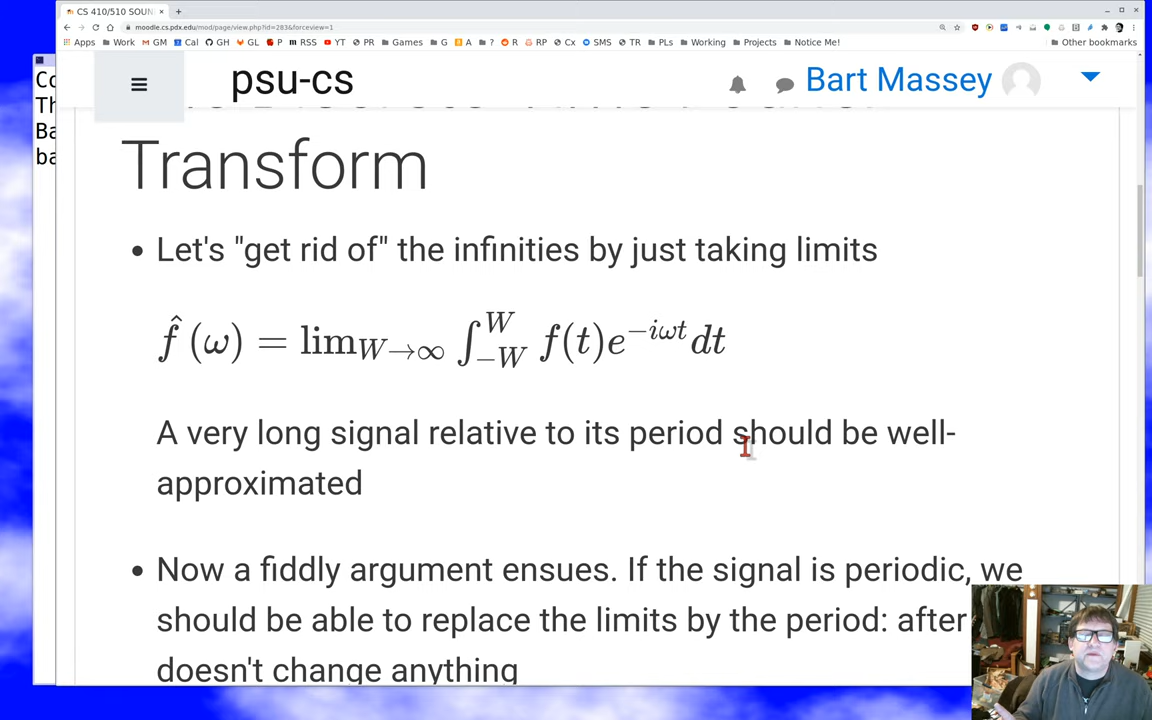 CS 410/510 SOUN
moodle.cs.pdx.edu/mod/page/view.php?id=283&forceview=1
Apps Work GM Cal GH GL P RSS YT PR Games G A ? R RP Cx SMS TR PLs Working Projects Notice Me! Other bookmarks
psu-cs
Bart Massey
Transform
• Let's "get rid of" the infinities by just taking limits
f̂(ω) = lim_{W→∞} ∫_{-W}^{W} f(t)e^{-iωt}dt
A very long signal relative to its period should be well-
approximated
• Now a fiddly argument ensues. If the signal is periodic, we
should be able to replace the limits by the period: after
doesn't change anything